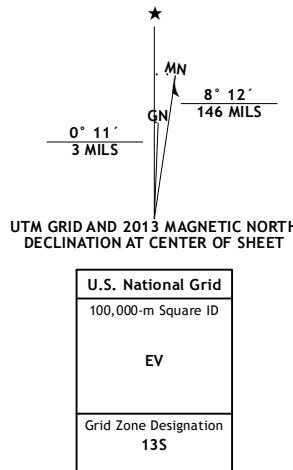 ★
MN
GN
8° 12´
146 MILS
0° 11´
3 MILS
UTM GRID AND 2013 MAGNETIC NORTH
DECLINATION AT CENTER OF SHEET
U.S. National Grid
100,000-m Square ID
EV
Grid Zone Designation
13S